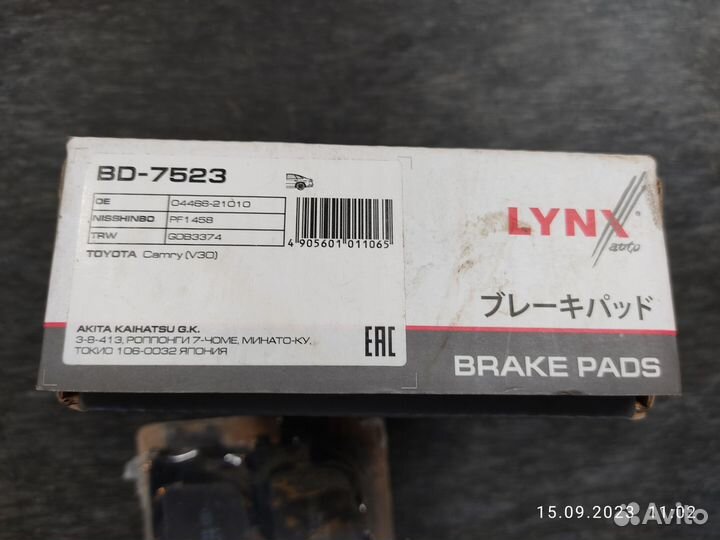 BD-7523
OE 04466-21010
NISSHINBO PF1458
TRW GDB3374
TOYOTA Camry (V30)
4 905601 011065
AKITA KAIHATSU G.K.
3-8-413, РОППОНГИ 7-ЧОМЕ, МИНАТО-КУ,
ТОКИО 106-0032 ЯПОНИЯ
EAC
LYNX
auto
ブレーキパッド
BRAKE PADS
15.09.2023 11:02
Avito